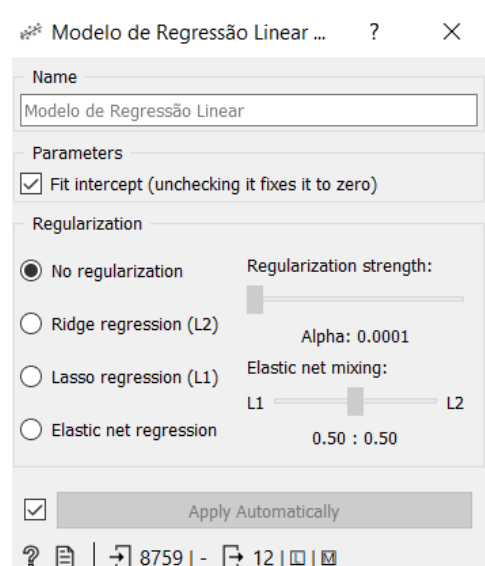 Modelo de Regressão Linear ... ? ×
Name
Modelo de Regressão Linear
Parameters
Fit intercept (unchecking it fixes it to zero)
Regularization
No regularization
Ridge regression (L2)
Lasso regression (L1)
Elastic net regression
Regularization strength:
Alpha: 0.0001
Elastic net mixing:
L1 L2
0.50 : 0.50
Apply Automatically
? | 8759 | - 12 | L | M